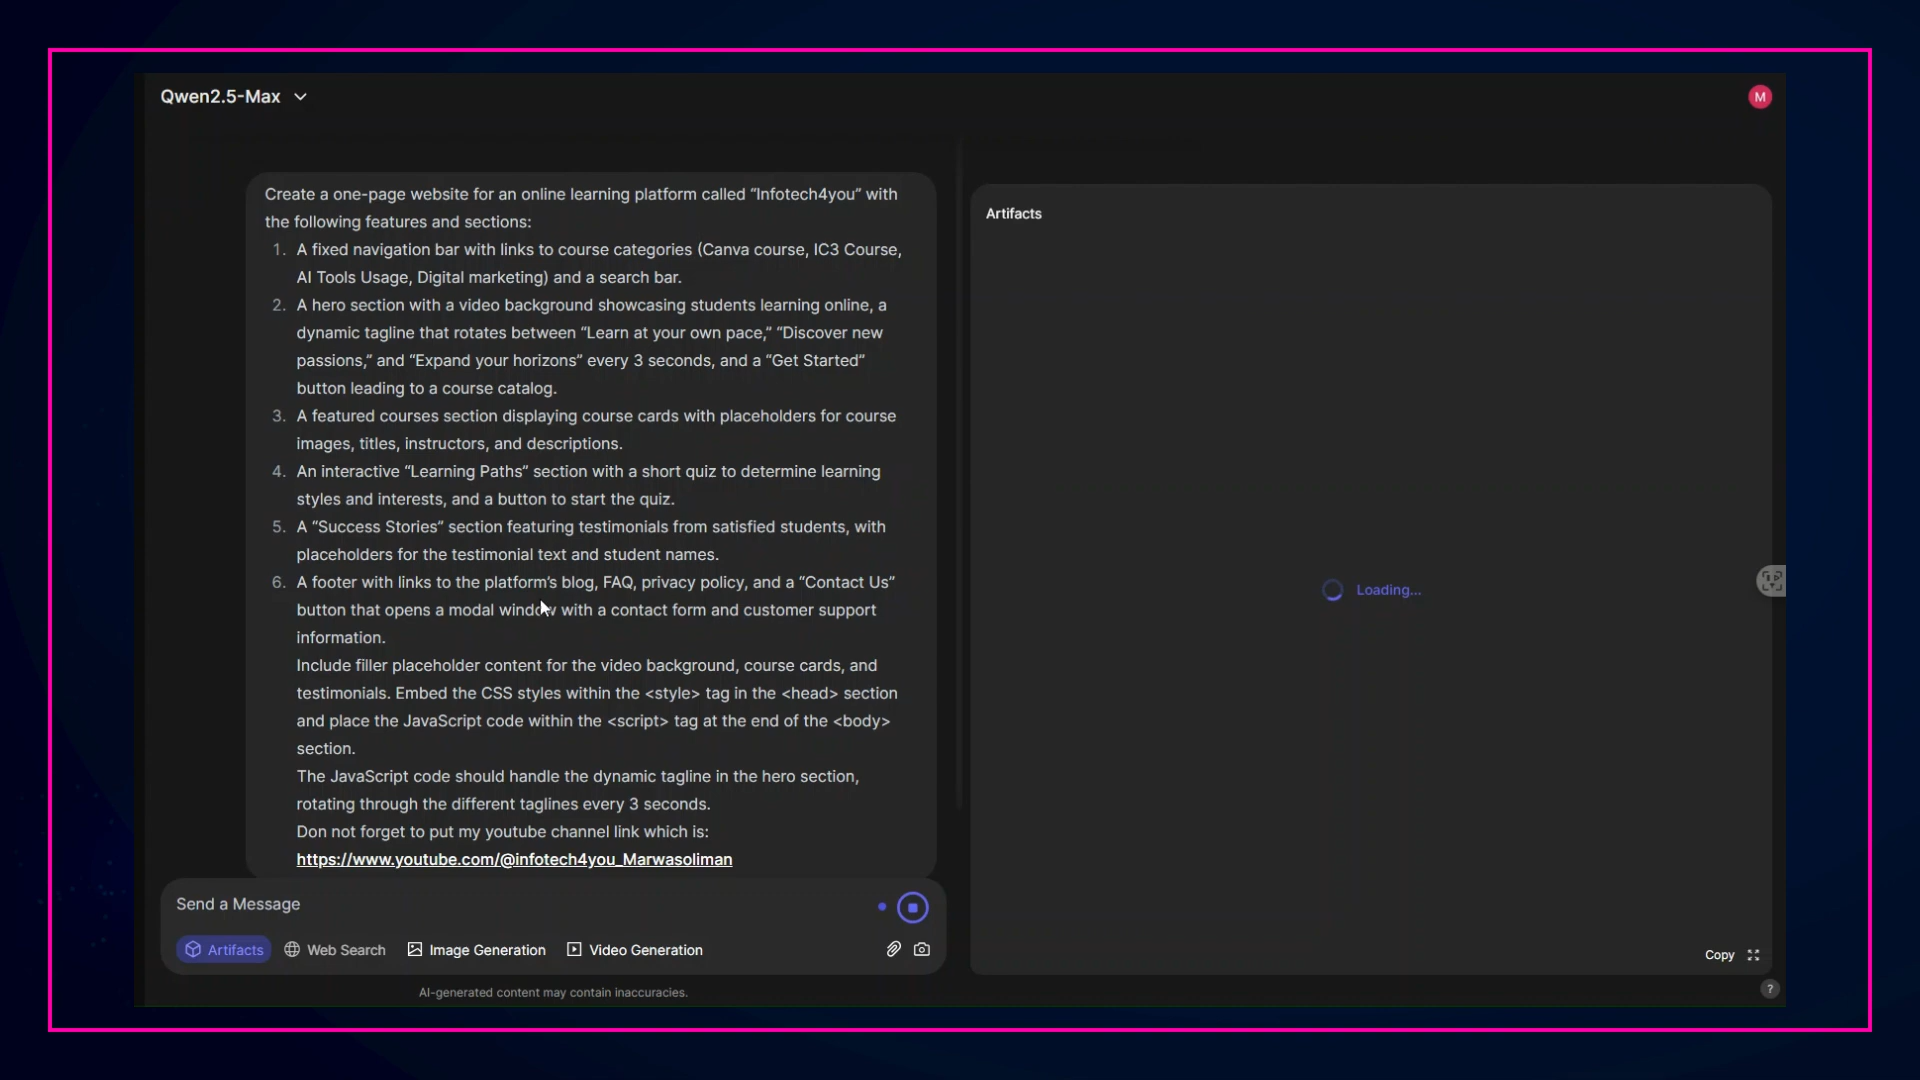 Qwen2.5-Max
M
Create a one-page website for an online learning platform called “Infotech4you” with
the following features and sections:
1. A fixed navigation bar with links to course categories (Canva course, IC3 Course,
AI Tools Usage, Digital marketing) and a search bar.
2. A hero section with a video background showcasing students learning online, a
dynamic tagline that rotates between “Learn at your own pace,” “Discover new
passions,” and “Expand your horizons” every 3 seconds, and a “Get Started”
button leading to a course catalog.
3. A featured courses section displaying course cards with placeholders for course
images, titles, instructors, and descriptions.
4. An interactive “Learning Paths” section with a short quiz to determine learning
styles and interests, and a button to start the quiz.
5. A “Success Stories” section featuring testimonials from satisfied students, with
placeholders for the testimonial text and student names.
6. A footer with links to the platform’s blog, FAQ, privacy policy, and a “Contact Us”
button that opens a modal window with a contact form and customer support
information.
Include filler placeholder content for the video background, course cards, and
testimonials. Embed the CSS styles within the <style> tag in the <head> section
and place the JavaScript code within the <script> tag at the end of the <body>
section.
The JavaScript code should handle the dynamic tagline in the hero section,
rotating through the different taglines every 3 seconds.
Don not forget to put my youtube channel link which is:
https://www.youtube.com/@infotech4you_Marwasoliman
Send a Message
Artifacts Web Search Image Generation Video Generation
AI-generated content may contain inaccuracies.
Artifacts
Loading...
Copy
?